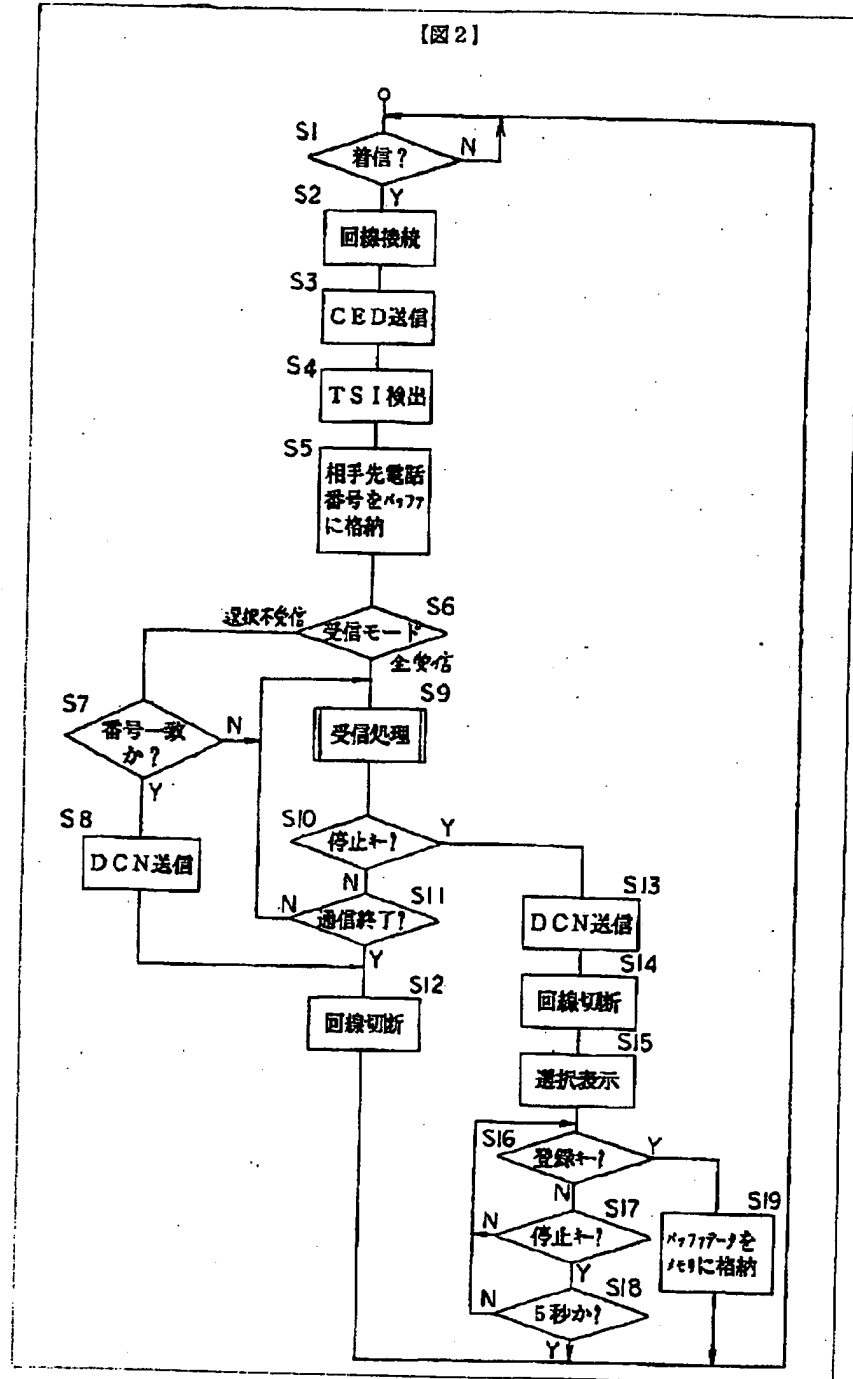 【図2】
S1
着信?
N
Y
S2
回線接続
S3
CED送信
S4
TSI検出
S5
相手先電話
番号をバッファ
に格納
S6
選択不受信
受信モード
全受信
S7
番号一致
か?
N
Y
S9
受信処理
S8
DCN送信
S10
停止キー?
Y
N
S11
通信終了?
N
Y
S12
回線切断
S13
DCN送信
S14
回線切断
S15
選択表示
S16
登録キー?
Y
N
S17
停止キー?
N
Y
S19
バッファデータを
メモリに格納
S18
5秒か?
N
Y